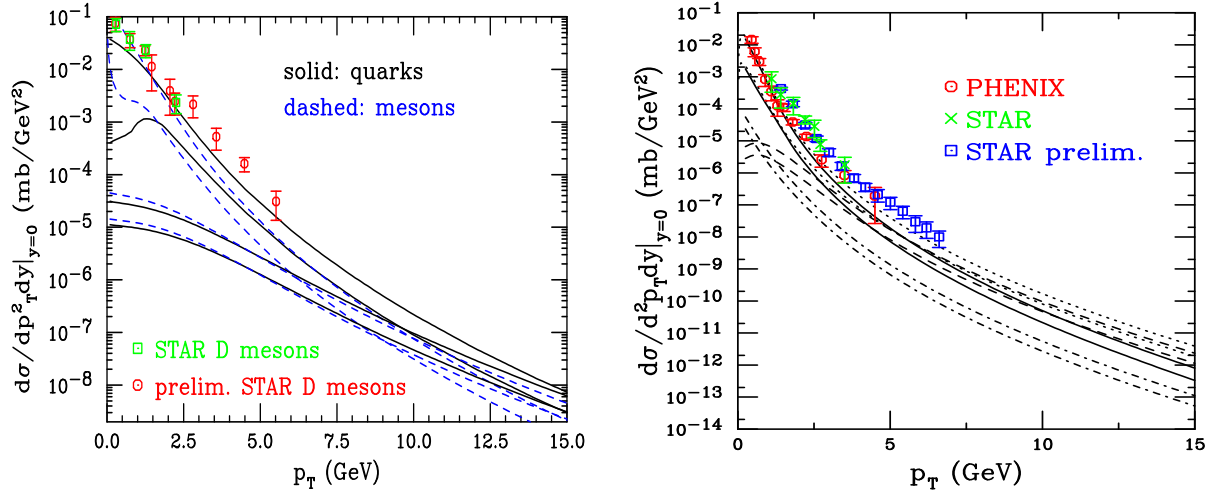 dσ/dp²_T dy|_{y=0} (mb/GeV²)
10⁻¹
10⁻²
10⁻³
10⁻⁴
10⁻⁵
10⁻⁶
10⁻⁷
10⁻⁸
solid: quarks
dashed: mesons
STAR D mesons
prelim. STAR D mesons
0.0 2.5 5.0 7.5 10.0 12.5 15.0
p_T (GeV)
dσ/d²p_T dy|_{y=0} (mb/GeV²)
10⁻¹
10⁻²
10⁻³
10⁻⁴
10⁻⁵
10⁻⁶
10⁻⁷
10⁻⁸
10⁻⁹
10⁻¹⁰
10⁻¹¹
10⁻¹²
10⁻¹³
10⁻¹⁴
PHENIX
STAR
STAR prelim.
0 5 10 15
p_T (GeV)